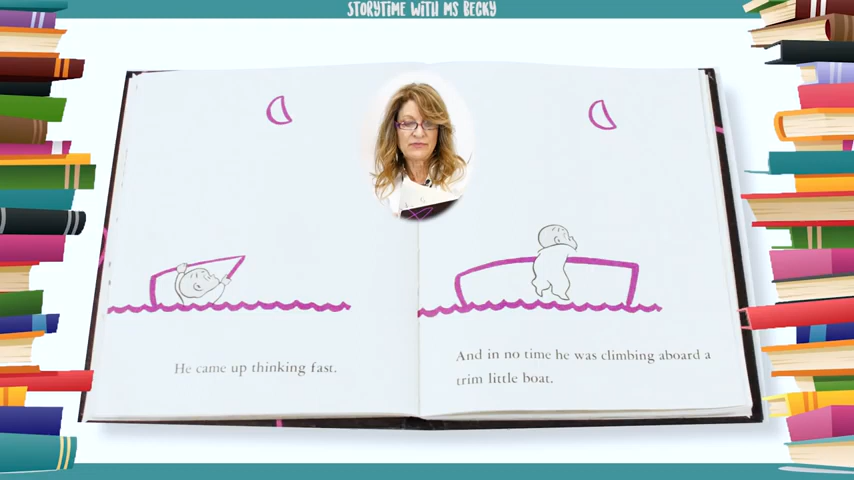 STORYTIME WITH MS BECKY
He came up thinking fast.
And in no time he was climbing aboard a
trim little boat.